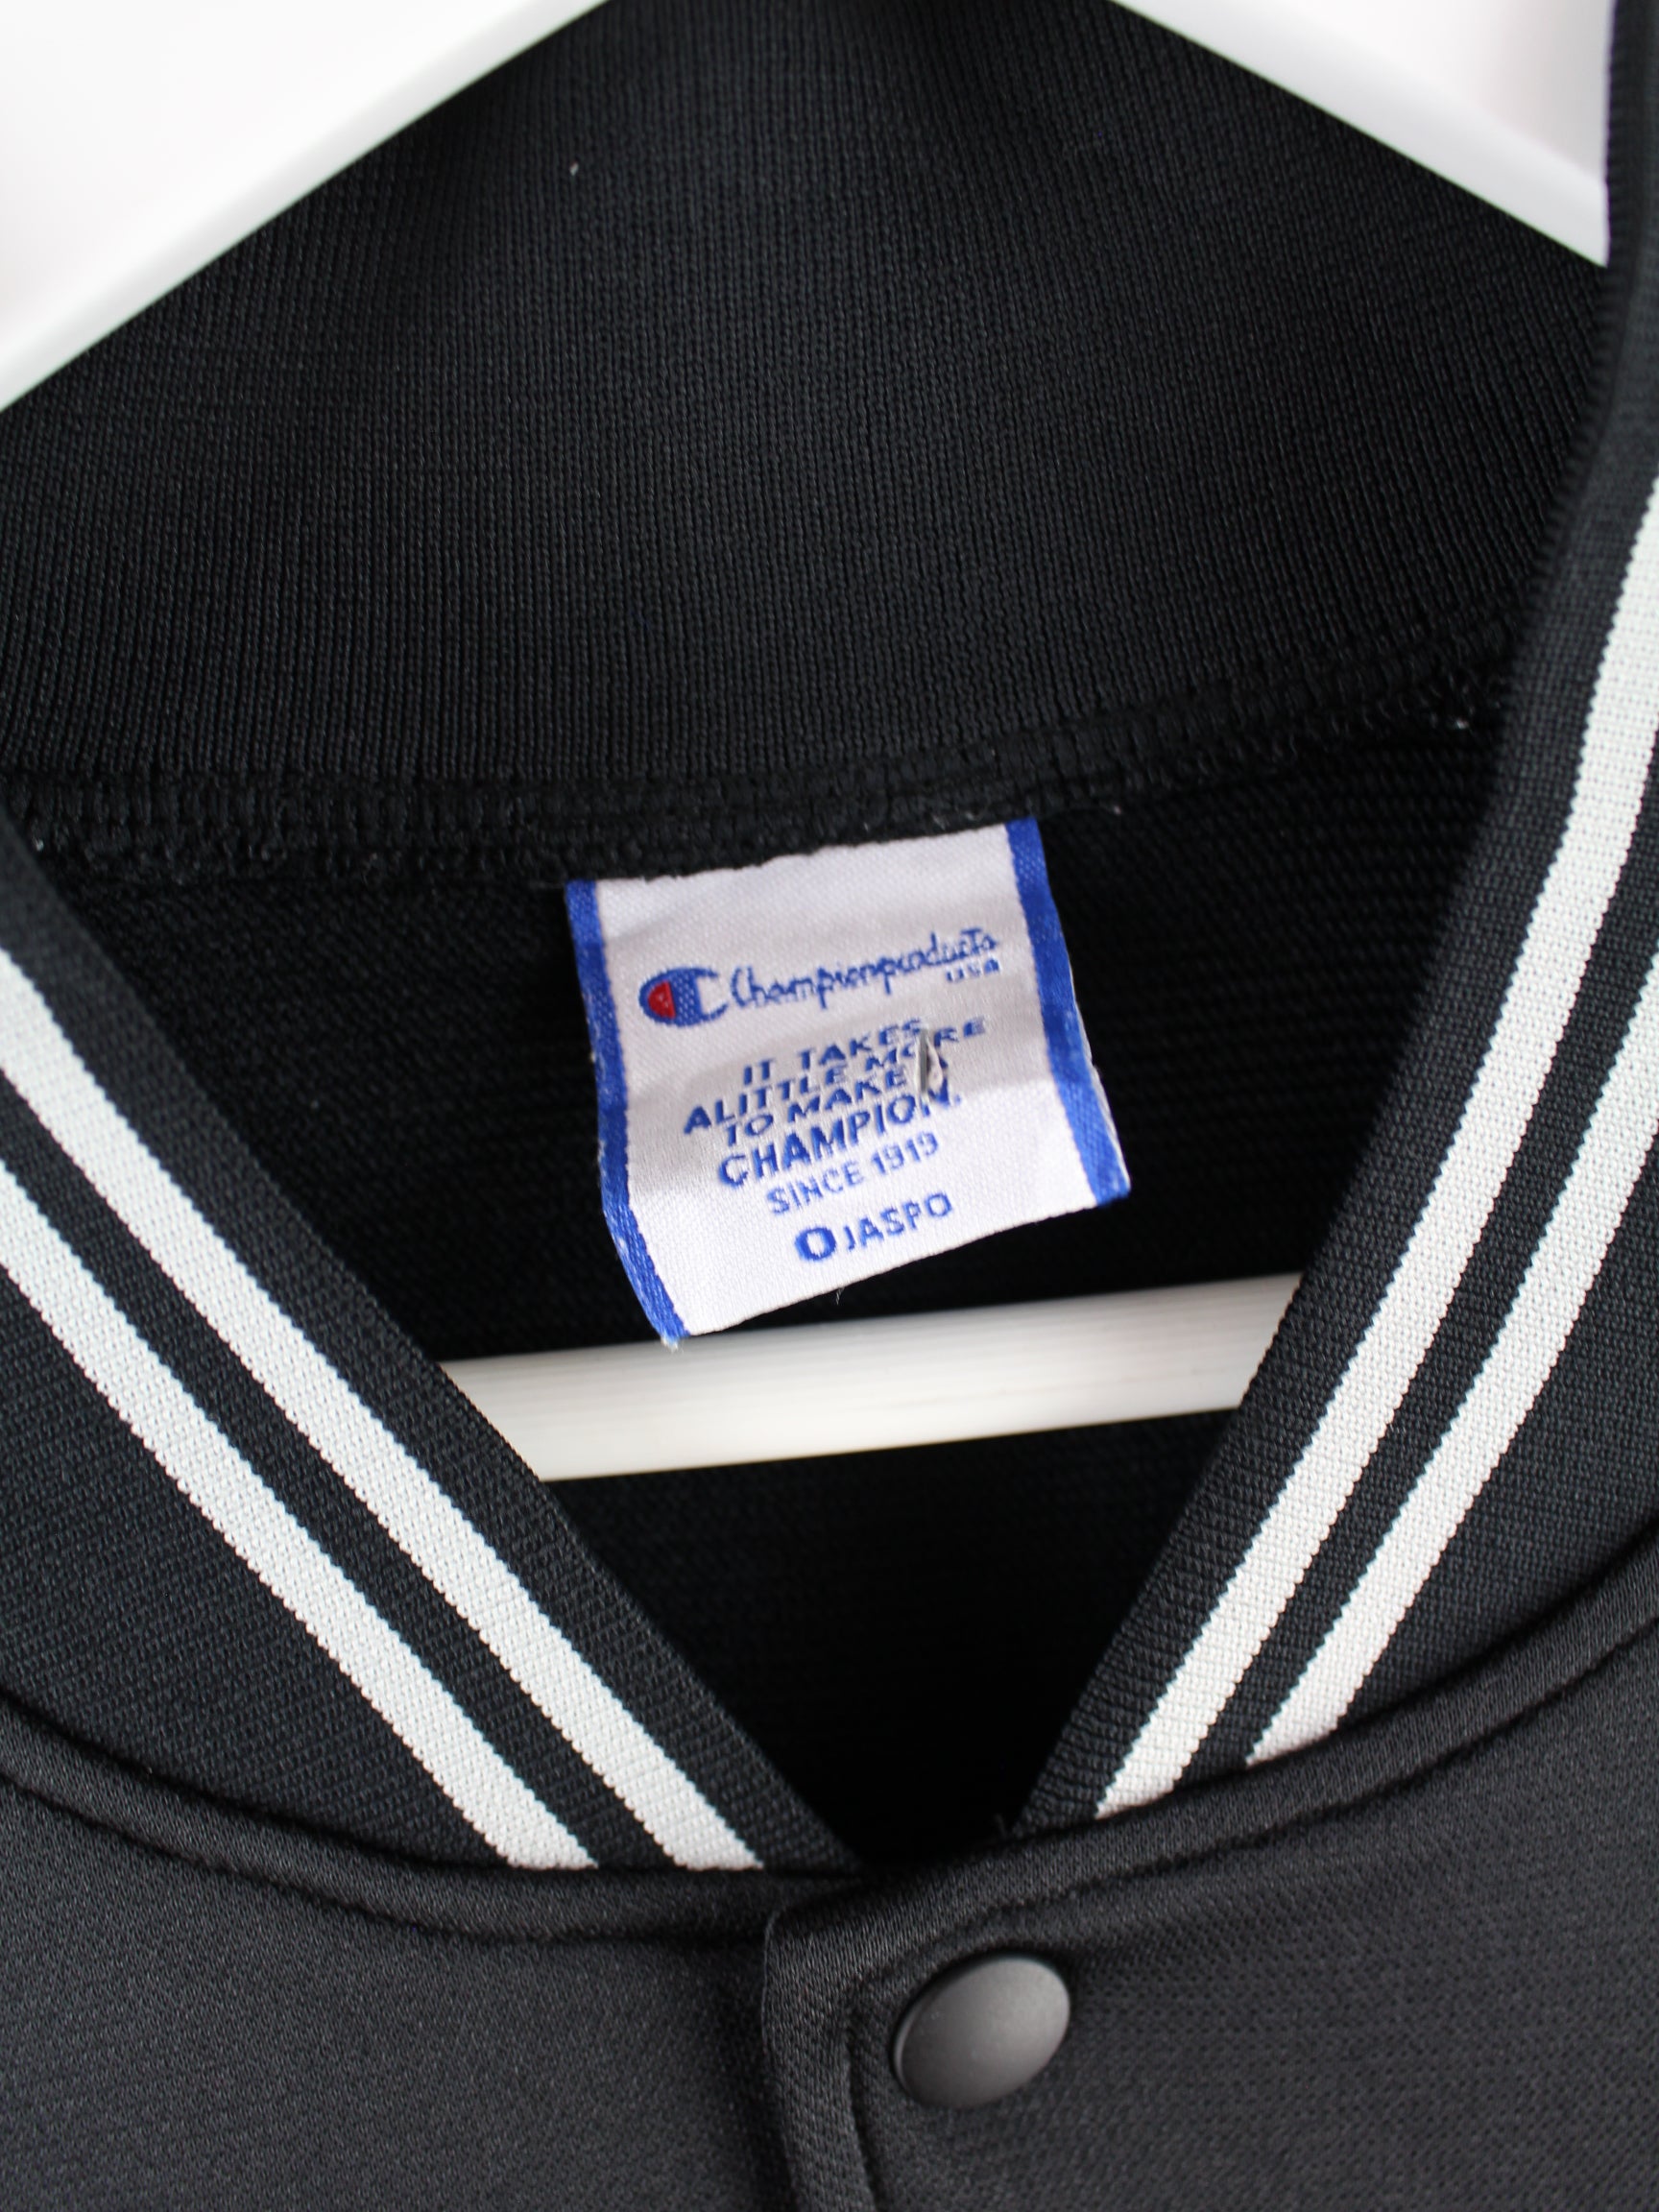 Championproducts
USA
IT TAKES
ALITTLE MORE
TO MAKE A
CHAMPION.
SINCE 1919
O JASPO